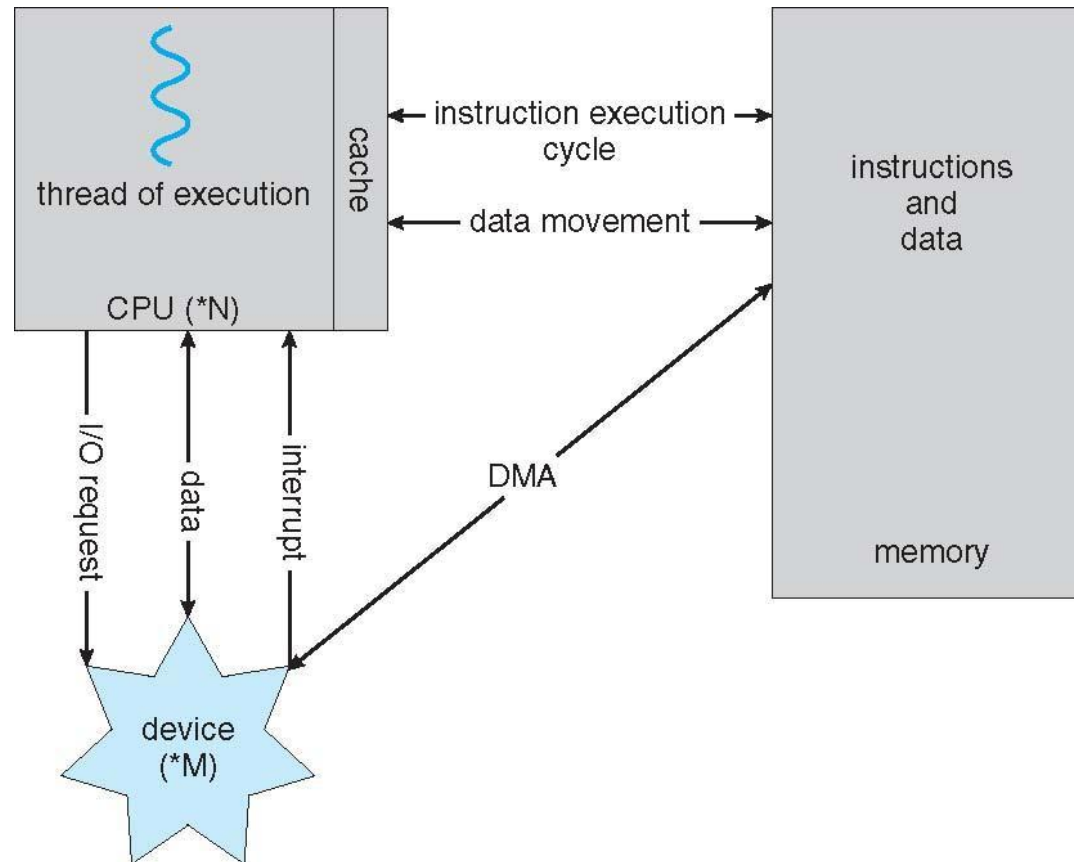 thread of execution
cache
CPU (*N)
instruction execution
cycle
data movement
instructions
and
data
memory
I/O request
data
interrupt
DMA
device
(*M)